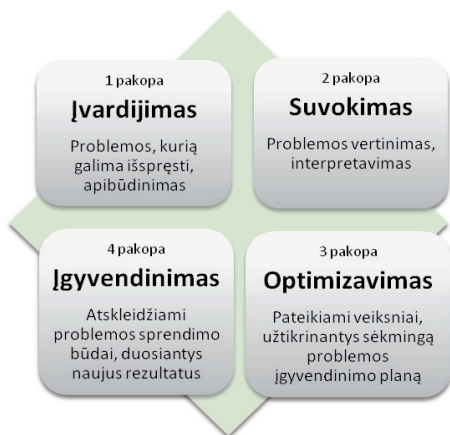 1 pakopa
Įvardijimas
Problemos, kurią
galima išspręsti,
apibūdinimas
2 pakopa
Suvokimas
Problemos vertinimas,
interpretavimas
4 pakopa
Įgyvendinimas
Atskleidžiami
problemos sprendimo
būdai, duosiantys
naujus rezultatus
3 pakopa
Optimizavimas
Pateikiami veiksniai,
užtikrinantys sėkmingą
problemos
įgyvendinimo planą